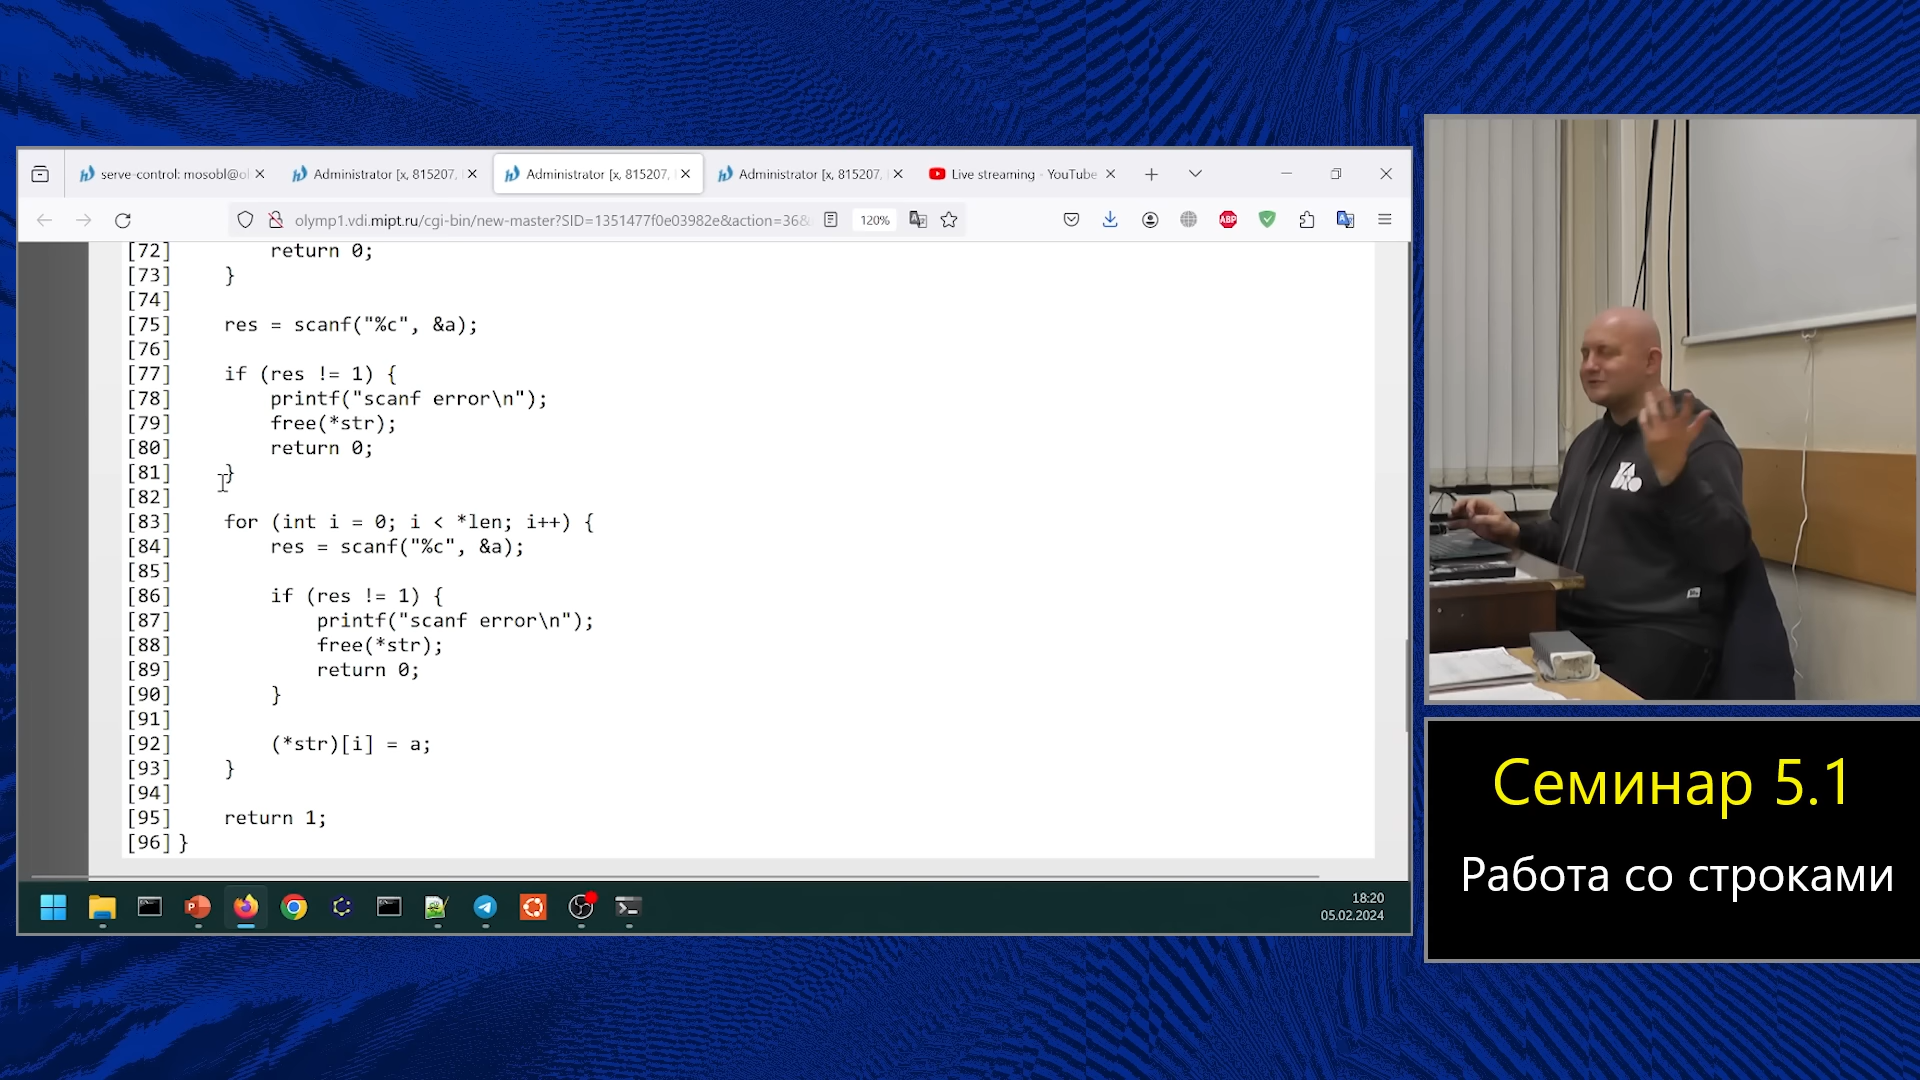 serve-control: mosobl@ol
Administrator [x, 815207,
Administrator [x, 815207,
Administrator [x, 815207,
Live streaming - YouTube
olymp1.vdi.mipt.ru/cgi-bin/new-master?SID=1351477f0e03982e&action=36&
120%
ABP
[72] return 0;
[73] }
[74]
[75] res = scanf("%c", &a);
[76]
[77] if (res != 1) {
[78] printf("scanf error\n");
[79] free(*str);
[80] return 0;
[81] }
[82]
[83] for (int i = 0; i < *len; i++) {
[84] res = scanf("%c", &a);
[85]
[86] if (res != 1) {
[87] printf("scanf error\n");
[88] free(*str);
[89] return 0;
[90] }
[91]
[92] (*str)[i] = a;
[93] }
[94]
[95] return 1;
[96] }
18:20
05.02.2024
Семинар 5.1
Работа со строками